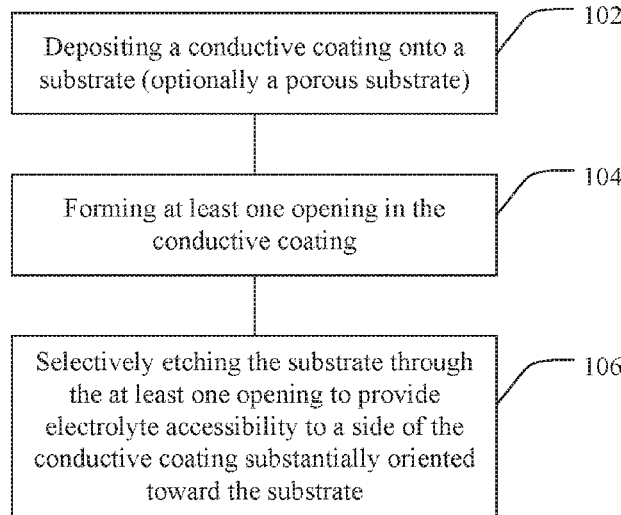 102
Depositing a conductive coating onto a
substrate (optionally a porous substrate)
104
Forming at least one opening in the
conductive coating
106
Selectively etching the substrate through
the at least one opening to provide
electrolyte accessibility to a side of the
conductive coating substantially oriented
toward the substrate